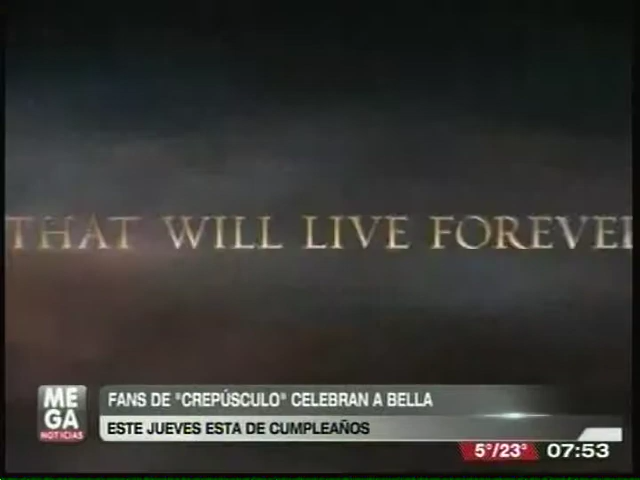 THAT WILL LIVE FOREVER
MEGA
NOTICIAS
FANS DE "CREPÚSCULO" CELEBRAN A BELLA
ESTE JUEVES ESTA DE CUMPLEAÑOS
5°/23° 07:53